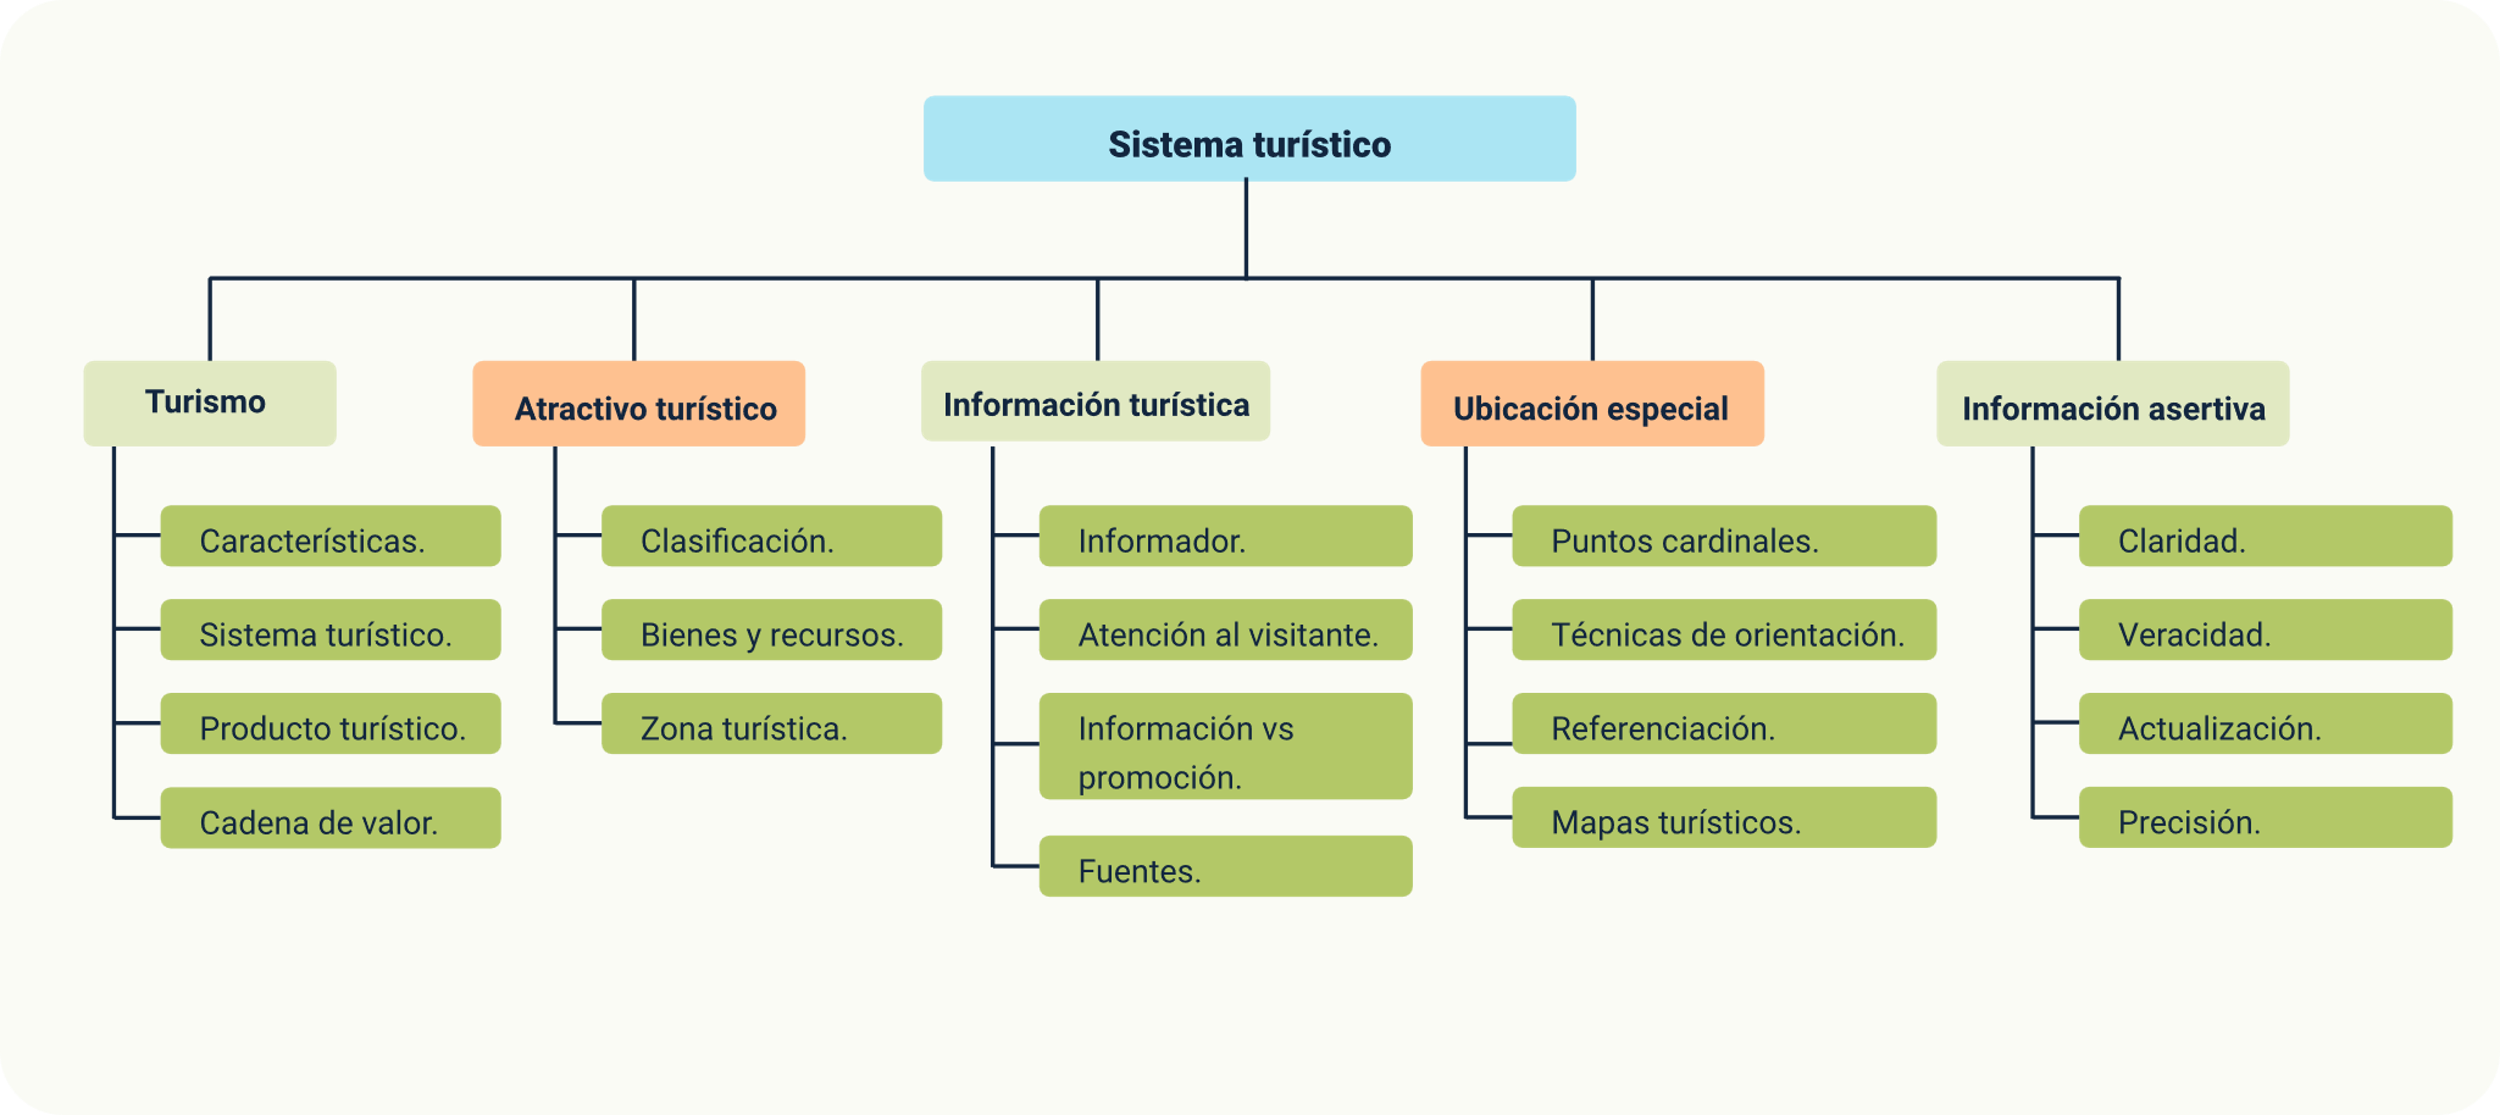 Sistema turístico
Turismo
Características.
Sistema turístico.
Producto turístico.
Cadena de valor.
Atractivo turístico
Clasificación.
Bienes y recursos.
Zona turística.
Información turística
Informador.
Atención al visitante.
Información vs
promoción.
Fuentes.
Ubicación especial
Puntos cardinales.
Técnicas de orientación.
Referenciación.
Mapas turísticos.
Información asertiva
Claridad.
Veracidad.
Actualización.
Precisión.